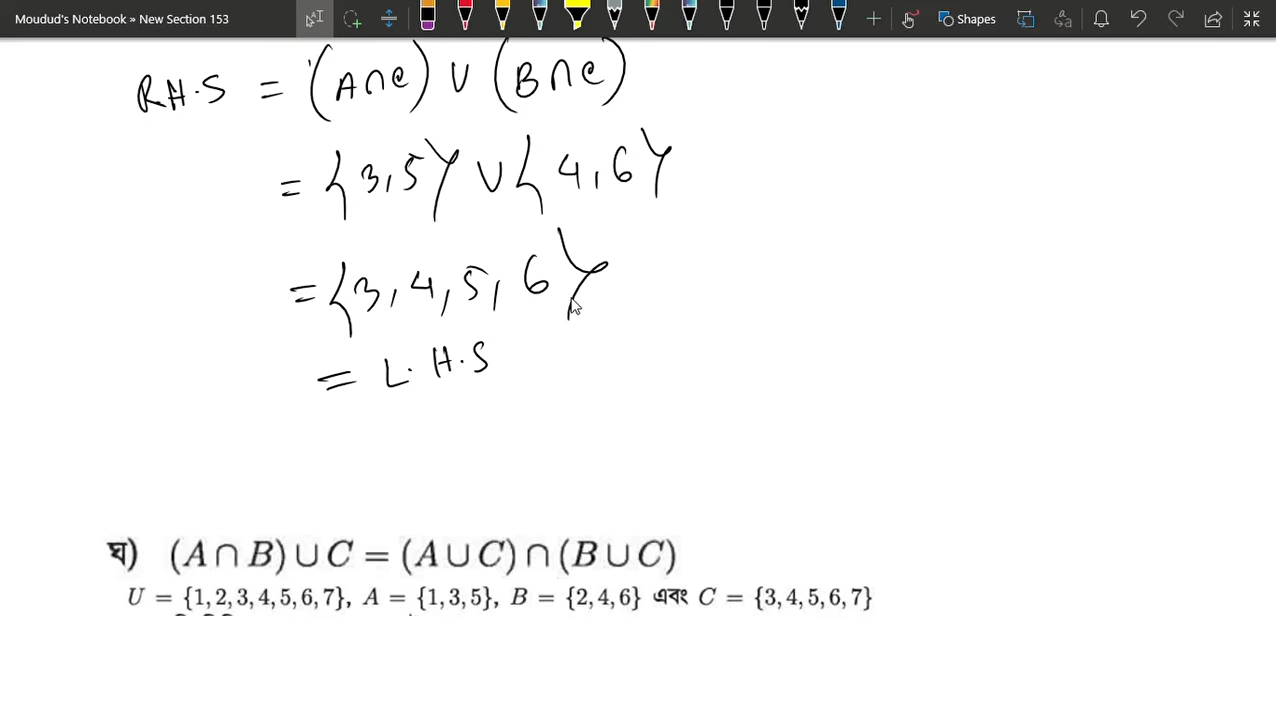 Moudud's Notebook » New Section 153
Shapes
R.H.S = (A∩C) ∪ (B∩C)
= {3,5} ∪ {4,6}
= {3, 4, 5, 6}
= L.H.S
ঘ) (A ∩ B) ∪ C = (A ∪ C) ∩ (B ∪ C)
U = {1, 2, 3, 4, 5, 6, 7}, A = {1, 3, 5}, B = {2, 4, 6} এবং C = {3, 4, 5, 6, 7}